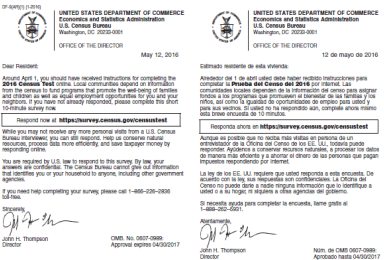 DF-9(AR)(1) (1-2016)
UNITED STATES DEPARTMENT OF COMMERCE
Economics and Statistics Administration
U.S. Census Bureau
Washington, DC 20233-0001
OFFICE OF THE DIRECTOR
May 12, 2016
Dear Resident:
Around April 1, you should have received instructions for completing the
2016 Census Test online. Local communities depend on information
from the census to fund programs that promote the well-being of families
and children as well as equal employment opportunities for you and your
neighbors. If you have not already responded, please complete this short
10-minute survey now.
Respond now at https://survey.census.gov/censustest
While you may not receive any more personal visits from a U.S. Census
Bureau interviewer, you can still respond. Help us conserve natural
resources, process data more efficiently, and save taxpayer money by
responding online.
You are required by U.S. law to respond to this survey. By law, your
answers are confidential. The Census Bureau cannot give out information
that identifies you or your household to anyone, including other government
agencies.
If you need help completing your survey, please call 1-866-226-2836
toll-free.
Sincerely,
John H. Thompson
Director
OMB No. 0607-0999:
Approval expires 04/30/2017
UNITED STATES DEPARTMENT OF COMMERCE
Economics and Statistics Administration
U.S. Census Bureau
Washington, DC 20233-0001
OFFICE OF THE DIRECTOR
12 de mayo de 2016
Estimado residente de esta vivienda:
Alrededor del 1 de abril usted debe haber recibido instrucciones para
completar la Prueba del Censo del 2016 por Internet. Las
comunidades locales dependen de la información del censo para asignar
fondos a los programas que promueven el bienestar de las familias y los
niños, así como la igualdad de oportunidades de empleo para usted y
para sus vecinos. Si usted no ha respondido aún, complete ahora mismo
esta breve encuesta de 10 minutos.
Responda ahora en https://survey.census.gov/censustest
Aunque es posible que no reciba más visitas en persona de un
entrevistador de la Oficina del Censo de los EE. UU., todavía puede
responder. Ayúdenos a conservar recursos naturales, a procesar los datos
de manera más eficiente y a ahorrar el dinero de las personas que pagan
impuestos respondiendo por Internet.
La ley de los EE. UU. requiere que usted responda a esta encuesta. De
acuerdo con la ley, sus respuestas son confidenciales. La Oficina del
Censo no puede darle a nadie ninguna información que lo identifique a
usted o a su hogar, ni siquiera a otras agencias del gobierno.
Si necesita ayuda para completar la encuesta, llame gratis al
1-888-262-5931.
Atentamente,
John H. Thompson
Director
Núm. de OMB 0607-0999:
Aprobado hasta 04/30/2017